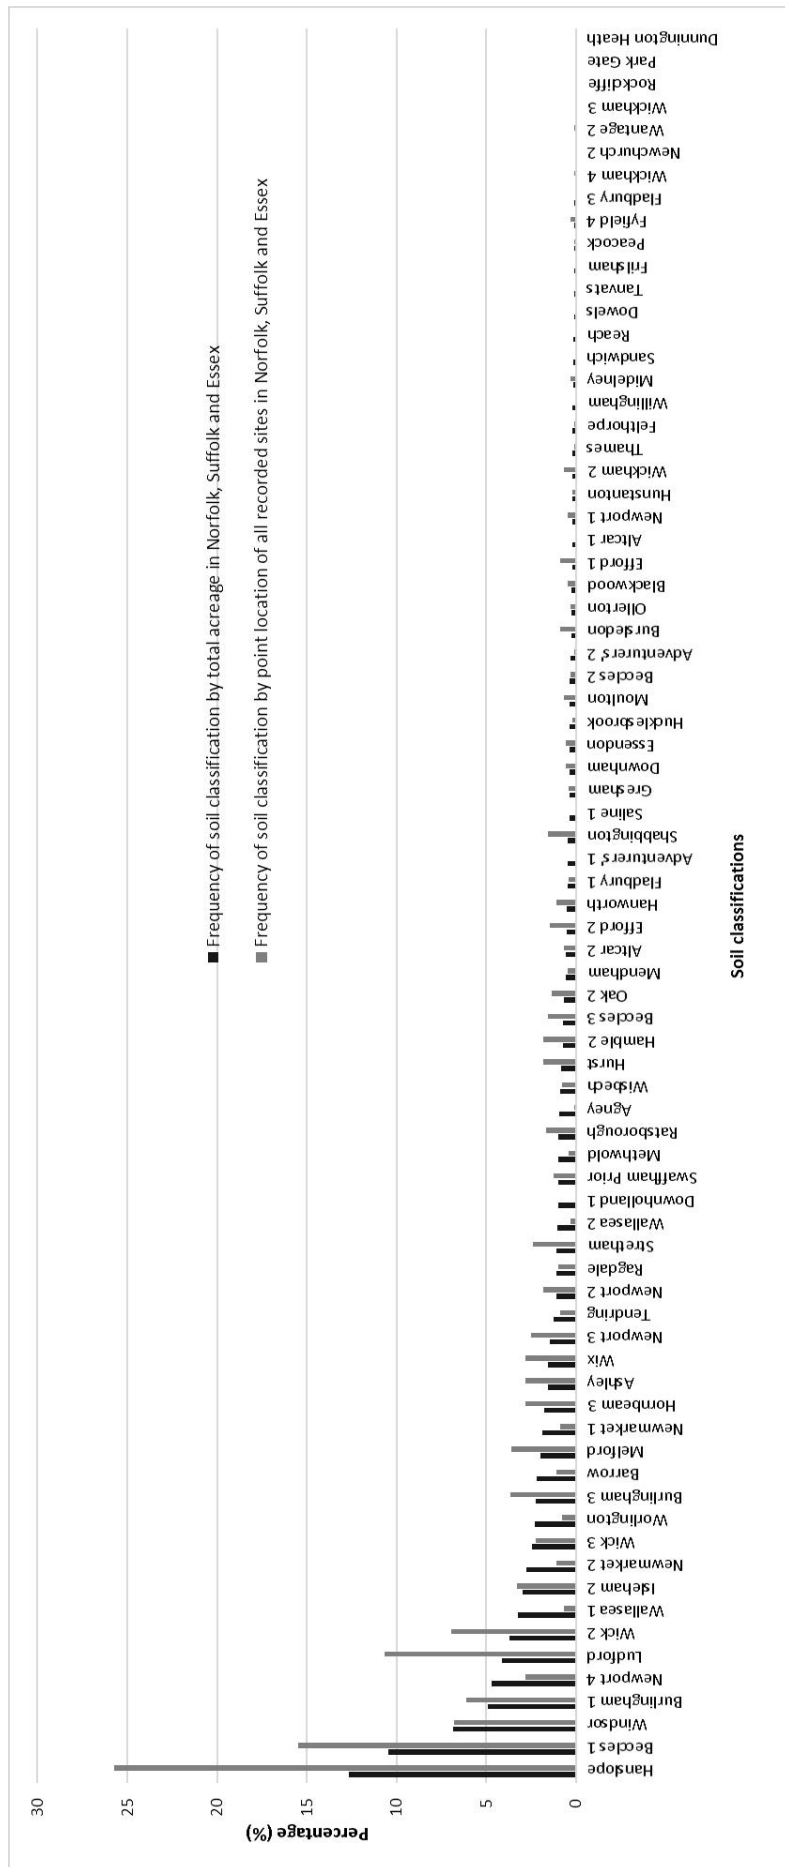 Percentage (%)
30
25
20
15
10
5
0
Frequency of soil classification by total acreage in Norfolk, Suffolk and Essex
Frequency of soil classification by point location of all recorded sites in Norfolk, Suffolk and Essex
Hanslope
Beccles 1
Windsor
Burlingham 1
Newport 4
Ludford
Wick 2
Wallasea 1
Isleham 2
Newmarket 2
Wick 3
Worlington
Burlingham 3
Barrow
Melford
Newmarket 1
Hornbeam 3
Ashley
Wix
Newport 3
Tendring
Newport 2
Ragdale
Stretham
Wallasea 2
Downholland 1
Swaffham Prior
Methwold
Ratsborough
Agney
Wisbech
Hurst
Hamble 2
Beccles 3
Oak 2
Mendham
Altcar 2
Efford 2
Hanworth
Fladbury 1
Adventurers' 1
Shabbington
Saline 1
Gresham
Downham
Essendon
Hucklesbrook
Moulton
Beccles 2
Adventurers' 2
Bursledon
Ollerton
Blackwood
Efford 1
Altcar 1
Newport 1
Hunstanton
Wickham 2
Thames
Felthorpe
Willingham
Midelney
Sandwich
Reach
Dowels
Tanvats
Frilsham
Peacock
Fyfield 4
Fladbury 3
Wickham 4
Newchurch 2
Wantage 2
Wickham 3
Rockcliffe
Park Gate
Dunnington Heath
Soil classifications